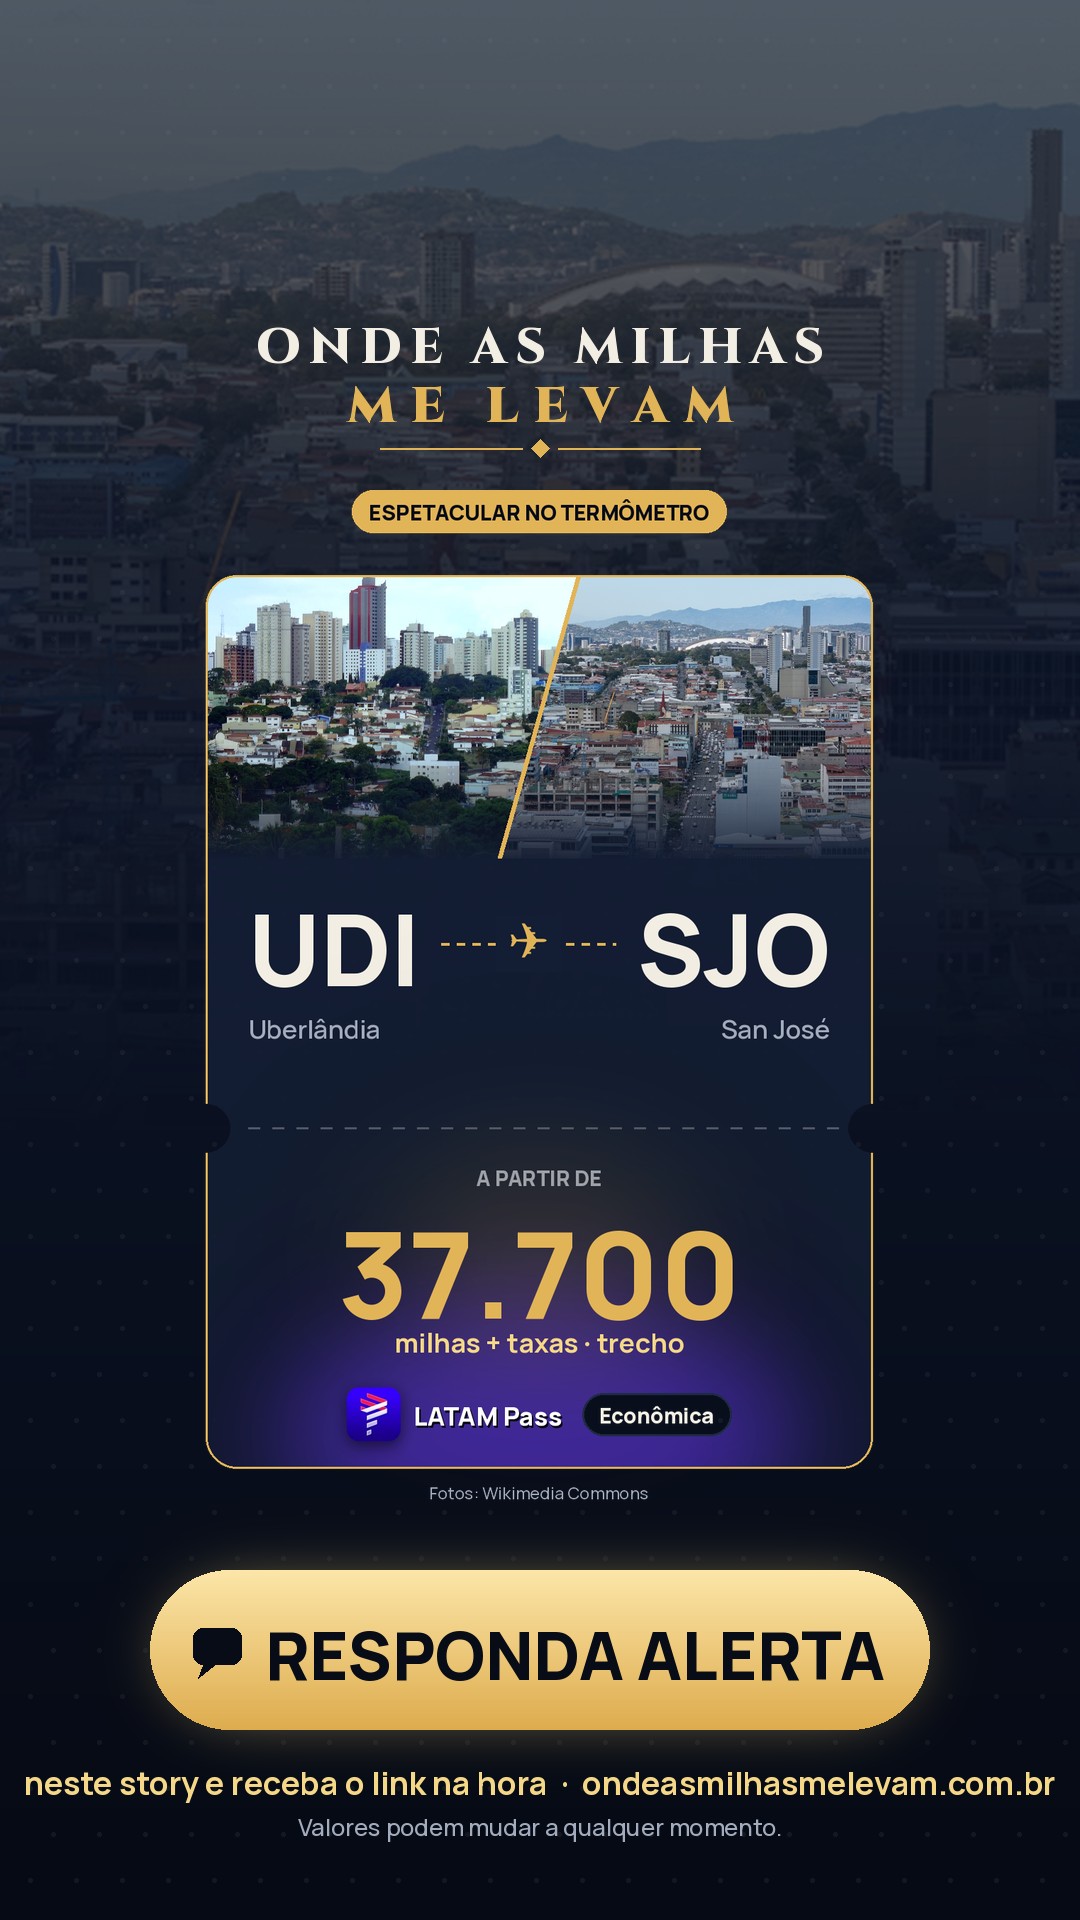 ONDE AS MILHAS
ME LEVAM
ESPETACULAR NO TERMÔMETRO
UDI
SJO
Uberlândia
San José
A PARTIR DE
37.700
milhas + taxas · trecho
LATAM Pass
Econômica
Fotos: Wikimedia Commons
RESPONDA ALERTA
neste story e receba o link na hora · ondeasmilhasmelevam.com.br
Valores podem mudar a qualquer momento.